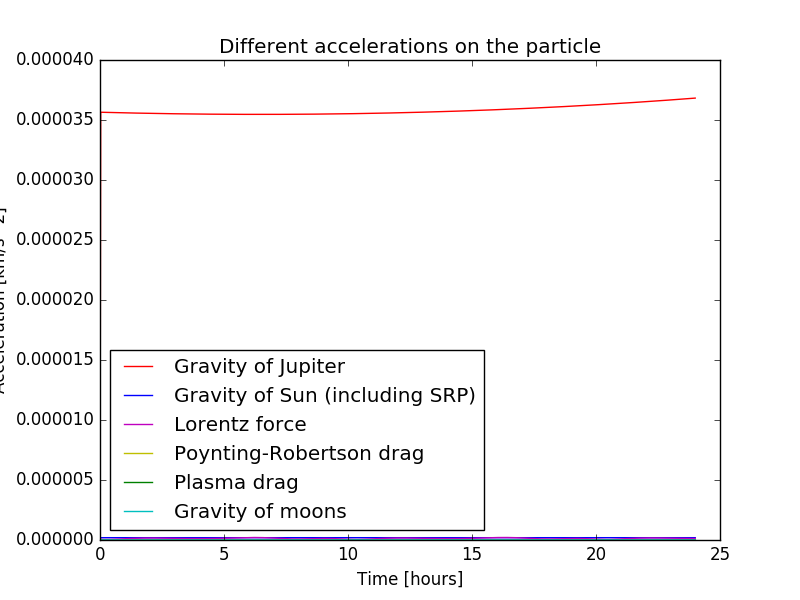 Different accelerations on the particle
0.000040
0.000035
0.000030
0.000025
0.000020
0.000015
0.000010
0.000005
0.000000
Gravity of Jupiter
Gravity of Sun (including SRP)
Lorentz force
Poynting-Robertson drag
Plasma drag
Gravity of moons
0 5 10 15 20 25
Time [hours]